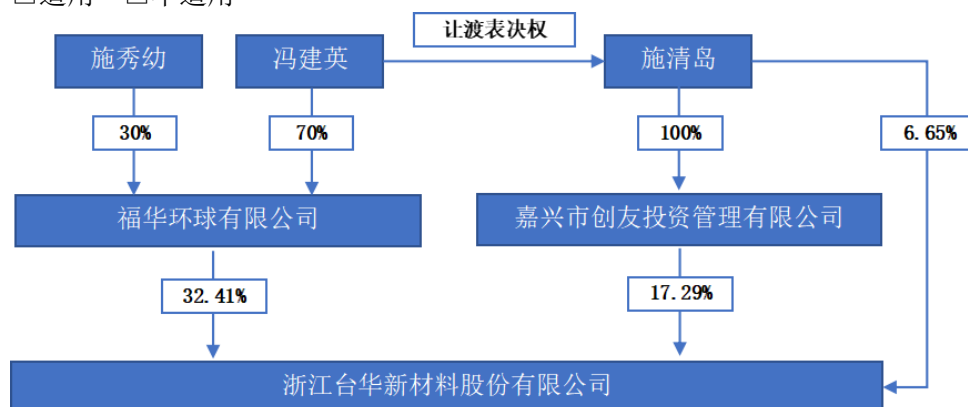 让渡表决权
施秀幼
冯建英
施清岛
30%
70%
100%
6.65%
福华环球有限公司
嘉兴市创友投资管理有限公司
32.41%
17.29%
浙江台华新材料股份有限公司